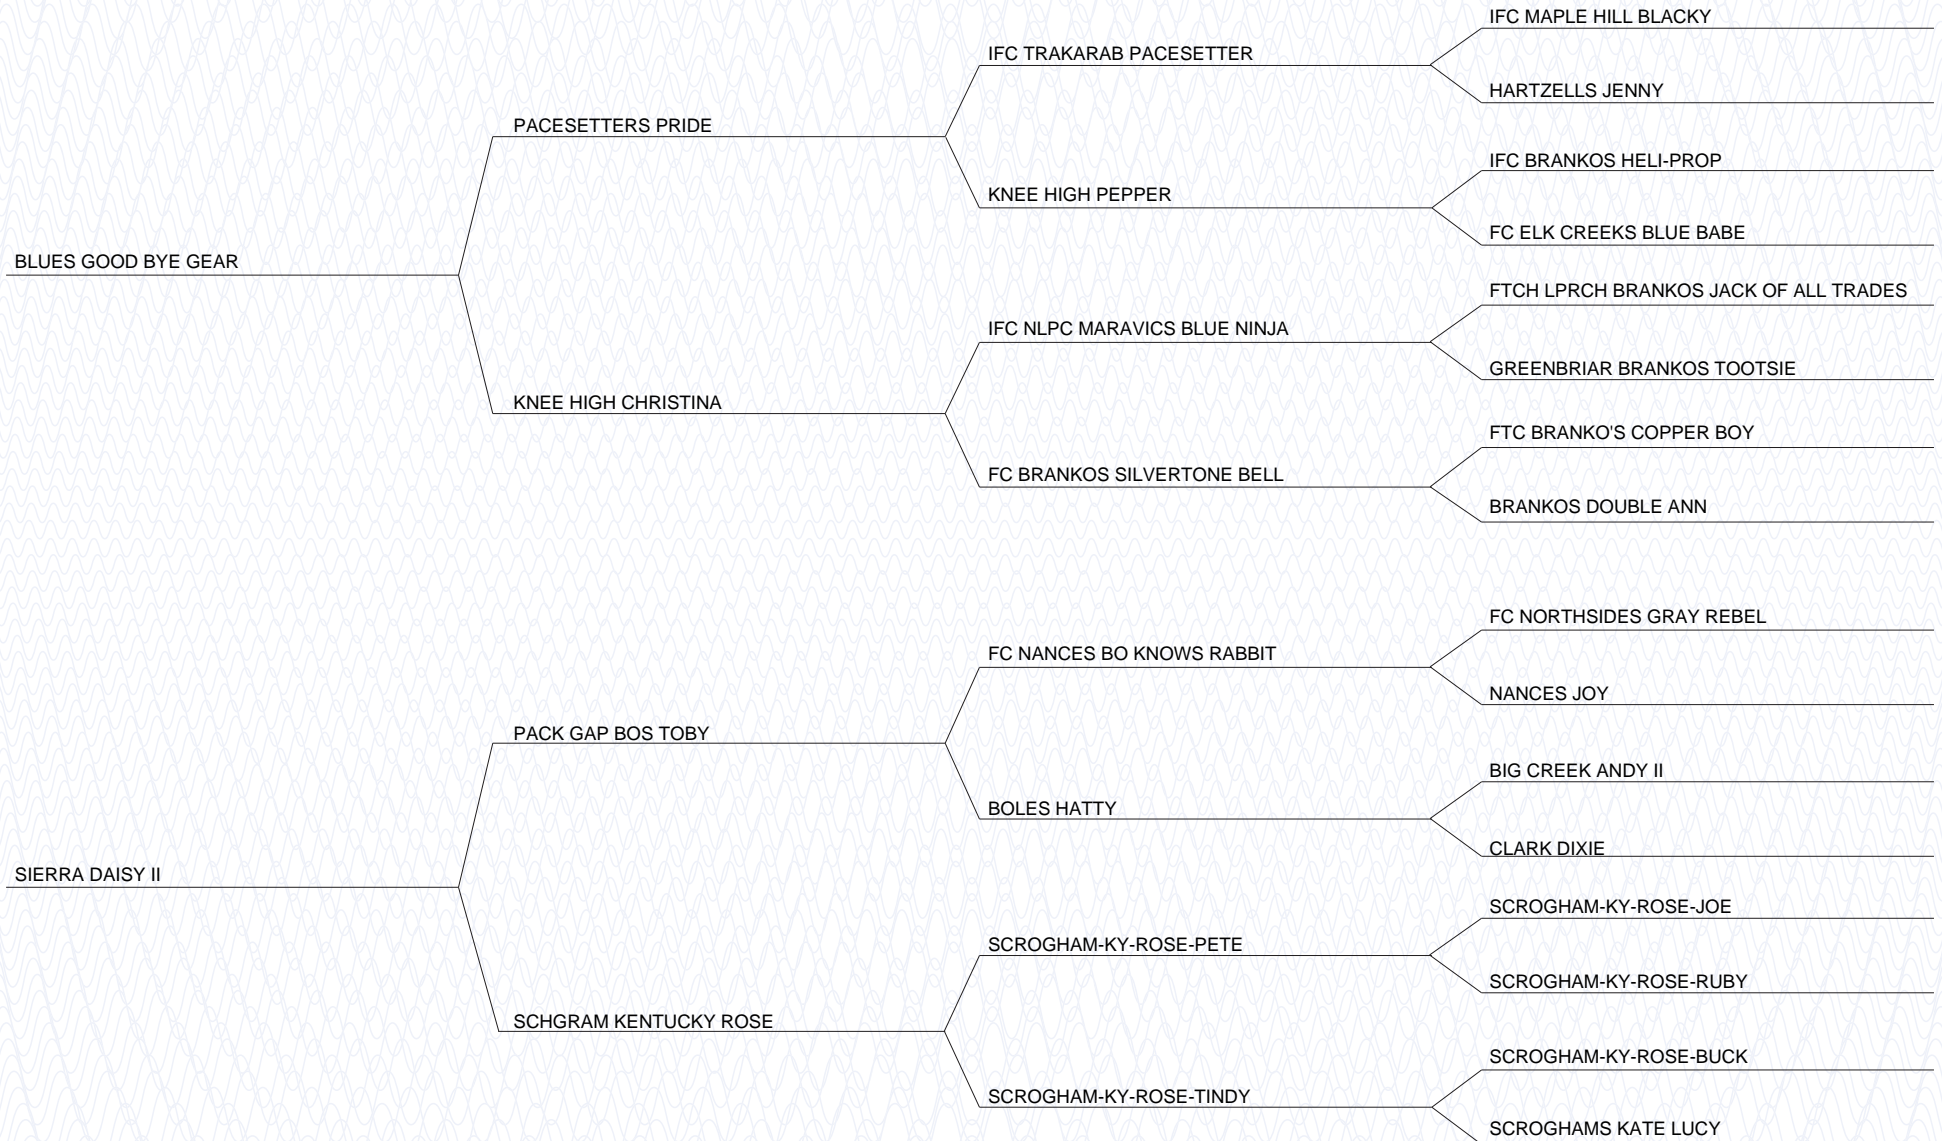 IFC MAPLE HILL BLACKY
IFC TRAKARAB PACESETTER
HARTZELLS JENNY
PACESETTERS PRIDE
IFC BRANKOS HELI-PROP
KNEE HIGH PEPPER
FC ELK CREEKS BLUE BABE
BLUES GOOD BYE GEAR
FTCH LPRCH BRANKOS JACK OF ALL TRADES
IFC NLPC MARAVICS BLUE NINJA
GREENBRIAR BRANKOS TOOTSIE
KNEE HIGH CHRISTINA
FTC BRANKO'S COPPER BOY
FC BRANKOS SILVERTONE BELL
BRANKOS DOUBLE ANN
FC NORTHSIDES GRAY REBEL
FC NANCES BO KNOWS RABBIT
NANCES JOY
PACK GAP BOS TOBY
BIG CREEK ANDY II
BOLES HATTY
CLARK DIXIE
SIERRA DAISY II
SCROGHAM-KY-ROSE-JOE
SCROGHAM-KY-ROSE-PETE
SCROGHAM-KY-ROSE-RUBY
SCHGRAM KENTUCKY ROSE
SCROGHAM-KY-ROSE-BUCK
SCROGHAM-KY-ROSE-TINDY
SCROGHAMS KATE LUCY